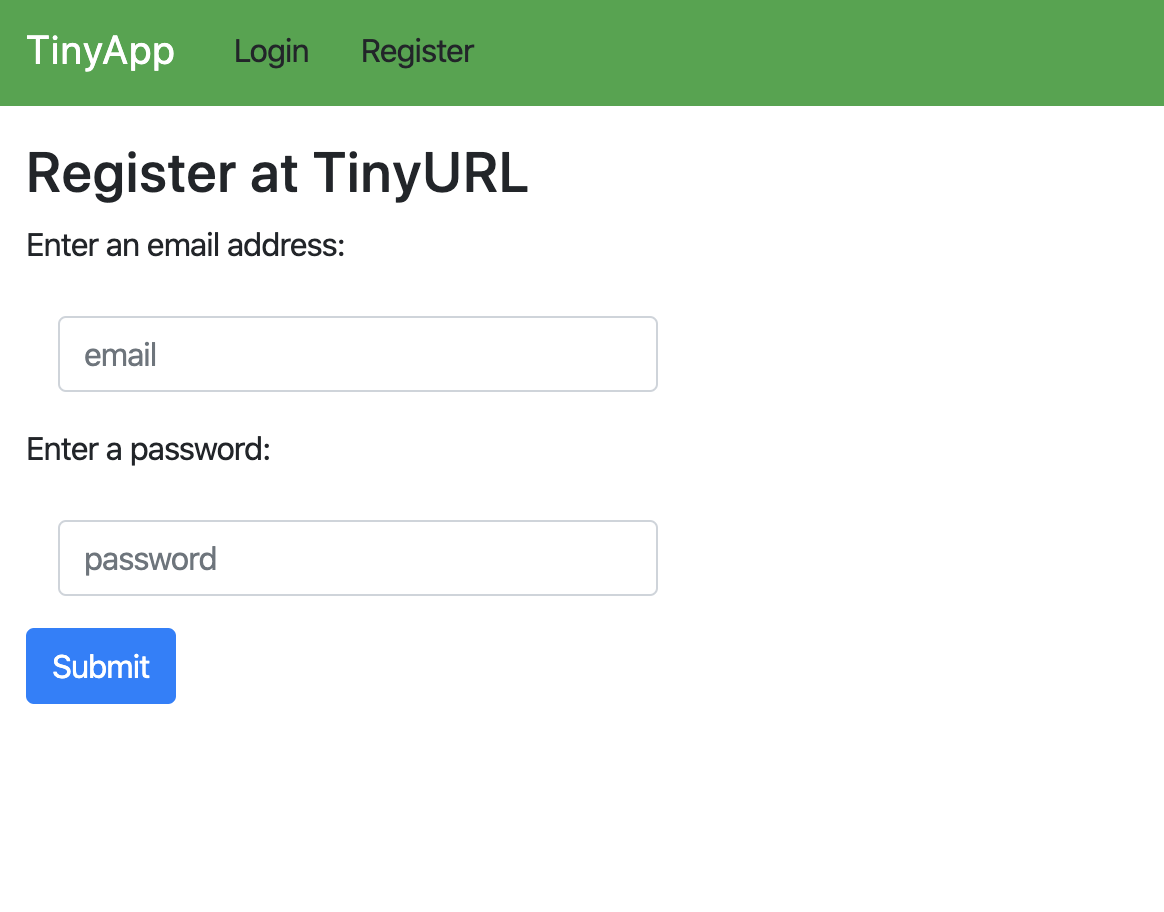 TinyApp Login Register
Register at TinyURL
Enter an email address:
email
Enter a password:
password
Submit